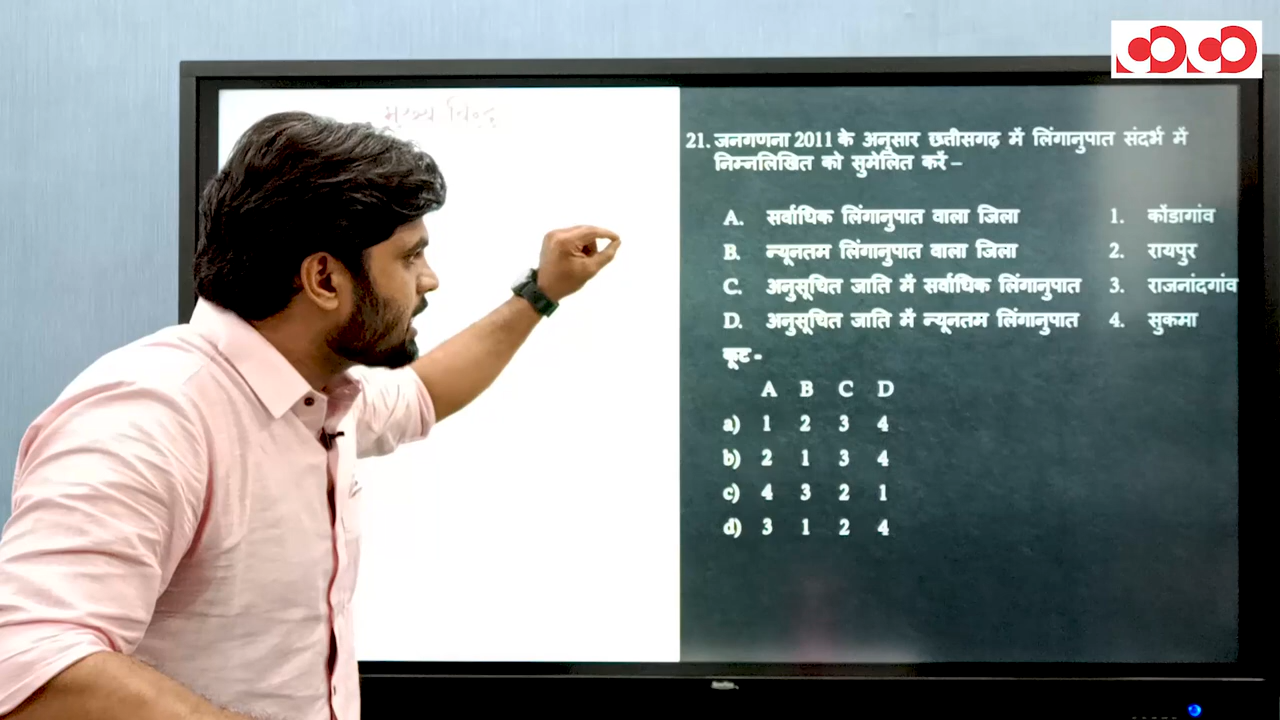 मुख्य बिन्दु
21. जनगणना 2011 के अनुसार छत्तीसगढ़ में लिंगानुपात संदर्भ में
निम्नलिखित को सुमेलित करें –
A. सर्वाधिक लिंगानुपात वाला जिला 1. कोंडागांव
B. न्यूनतम लिंगानुपात वाला जिला 2. रायपुर
C. अनुसूचित जाति में सर्वाधिक लिंगानुपात 3. राजनांदगांव
D. अनुसूचित जाति में न्यूनतम लिंगानुपात 4. सुकमा
कूट -
A B C D
a) 1 2 3 4
b) 2 1 3 4
c) 4 3 2 1
d) 3 1 2 4